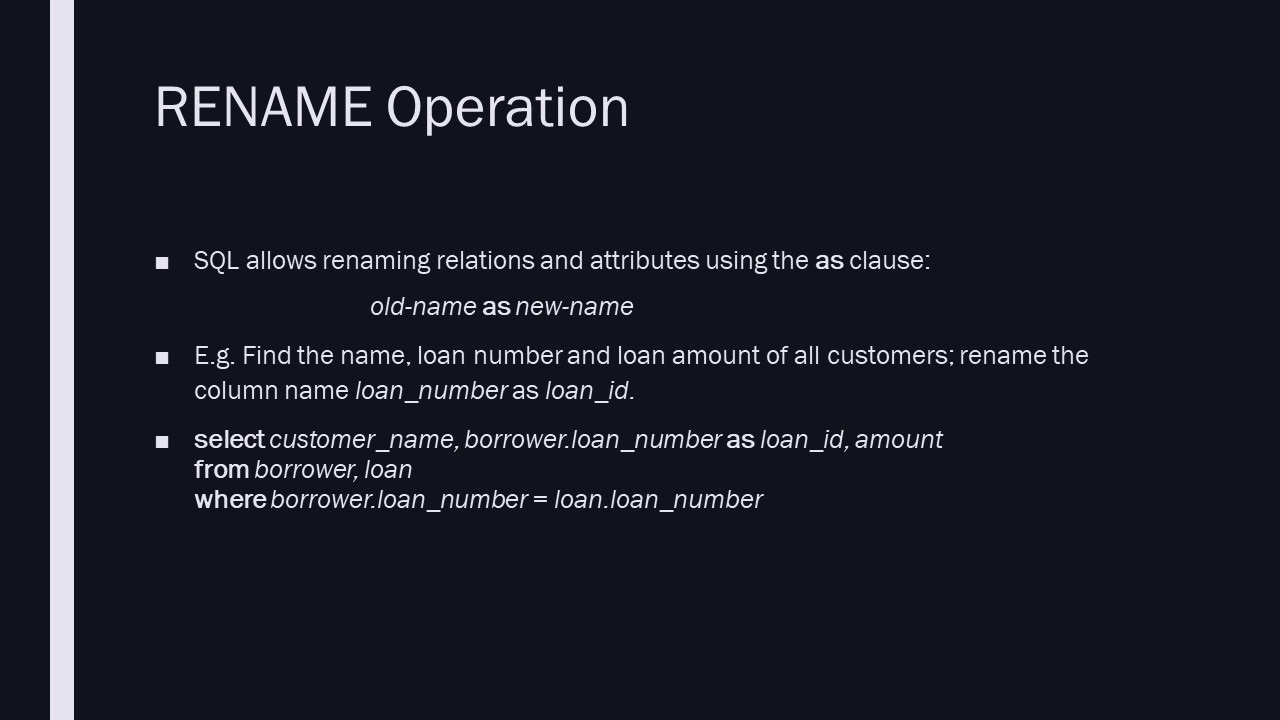 RENAME Operation
■ SQL allows renaming relations and attributes using the as clause:
old-name as new-name
■ E.g. Find the name, loan number and loan amount of all customers; rename the
column name loan_number as loan_id.
■ select customer_name, borrower.loan_number as loan_id, amount
from borrower, loan
where borrower.loan_number = loan.loan_number